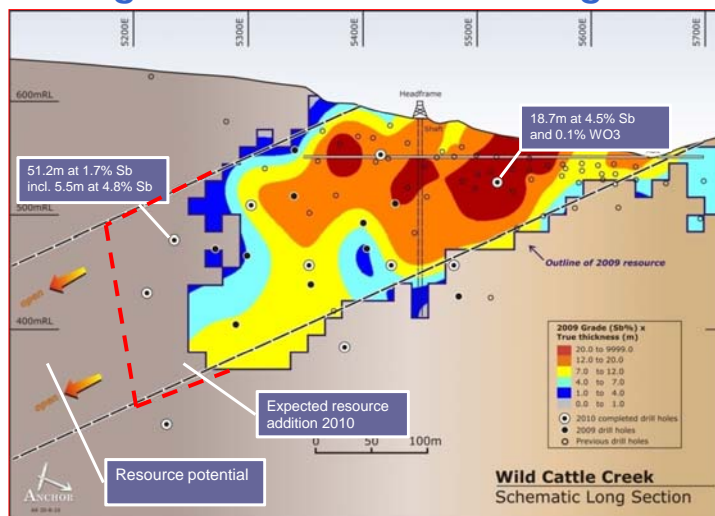 5200E
5300E
5400E
5500E
5600E
5700E
600mRL
Headframe
Shaft
18.7m at 4.5% Sb
and 0.1% WO3
51.2m at 1.7% Sb
incl. 5.5m at 4.8% Sb
500mRL
Outline of 2009 resource
open
400mRL
open
2009 Grade (Sb%) x
True thickness (m)
20.0 to 9999.0
12.0 to 20.0
7.0 to 12.0
4.0 to 7.0
1.0 to 4.0
0.0 to 1.0
2010 completed drill holes
2009 drill holes
Previous drill holes
Expected resource
addition 2010
0 50 100m
Resource potential
Wild Cattle Creek
Schematic Long Section
ANCHOR